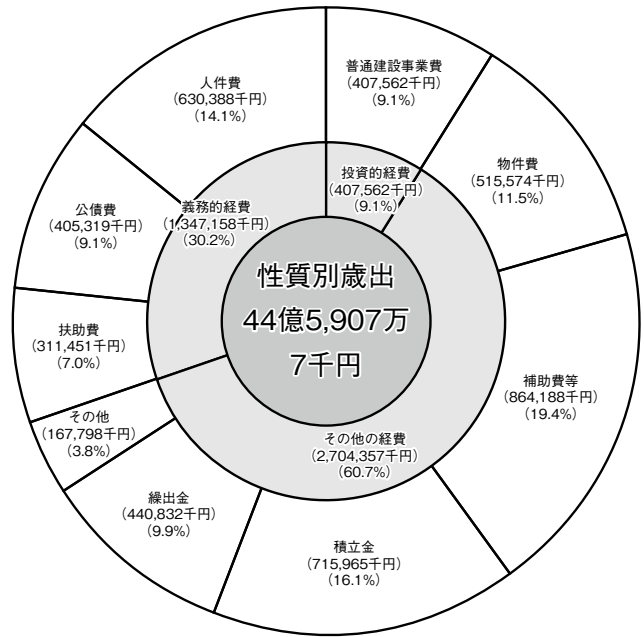 性質別歳出
44億5,907万
7千円
投資的経費
(407,562千円)
(9.1%)
その他の経費
(2,704,357千円)
(60.7%)
義務的経費
(1,347,158千円)
(30.2%)
普通建設事業費
(407,562千円)
(9.1%)
物件費
(515,574千円)
(11.5%)
補助費等
(864,188千円)
(19.4%)
積立金
(715,965千円)
(16.1%)
繰出金
(440,832千円)
(9.9%)
その他
(167,798千円)
(3.8%)
扶助費
(311,451千円)
(7.0%)
公債費
(405,319千円)
(9.1%)
人件費
(630,388千円)
(14.1%)